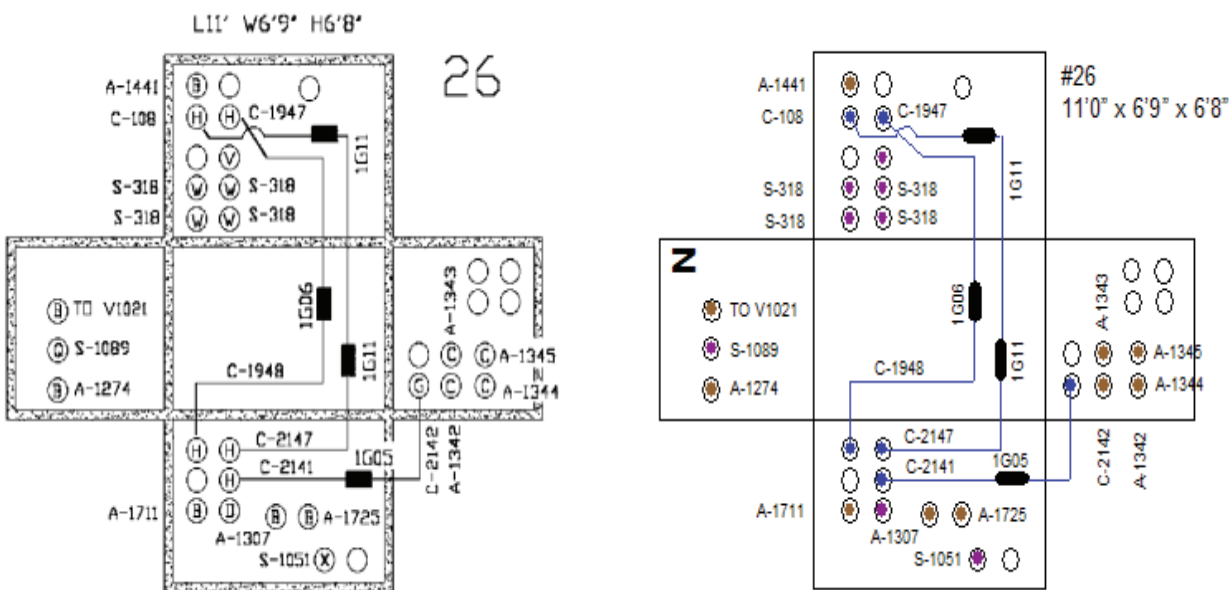 L11' W6'9" H6'8"
26
A-1441
B
C-108
H
H
C-1947
1G11
V
S-318
W
W
S-318
S-318
W
W
S-318
1G06
A-1343
B
TO V1021
Q
S-1089
B
A-1274
C-1948
1G11
C
C
A-1345
G
C
C
A-1344
H
H
C-2147
C-2141
1G05
H
C-2142
A-1342
A-1711
B
D
B
B
A-1725
A-1307
S-1051
X
#26
11'0" x 6'9" x 6'8"
A-1441
C-108
C-1947
1G11
S-318
S-318
S-318
S-318
N
1G06
A-1343
TO V1021
S-1089
A-1274
C-1948
1G11
A-1345
A-1344
C-2147
C-2141
1G05
C-2142
A-1342
A-1711
A-1307
A-1725
S-1051